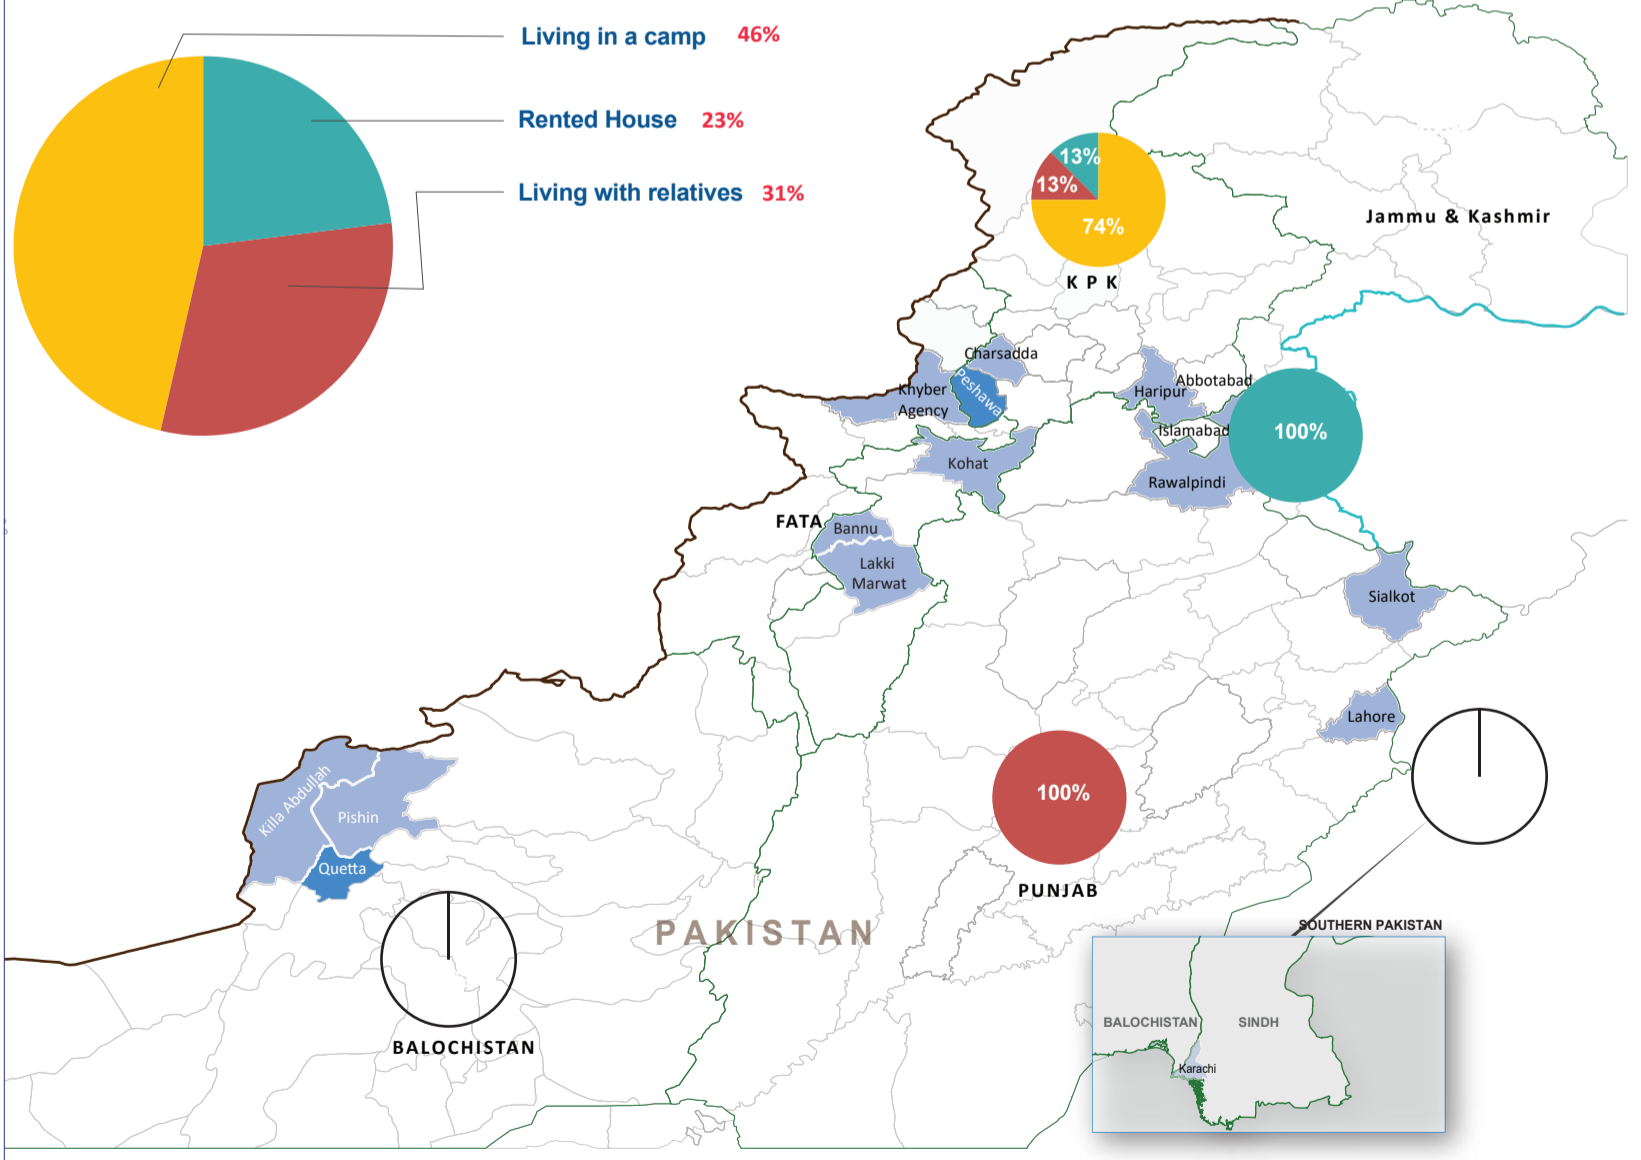 Living in a camp 46%
Rented House 23%
Living with relatives 31%
13%
13%
74%
K P K
Jammu & Kashmir
Charsadda
Peshawa
Khyber
Agency
Haripur
Abbotabad
Islamabad
100%
Kohat
Rawalpindi
FATA
Bannu
Lakki
Marwat
Sialkot
Lahore
Killa Abdullah
Pishin
Quetta
100%
PUNJAB
PAKISTAN
SOUTHERN PAKISTAN
BALOCHISTAN
SINDH
Karachi
BALOCHISTAN